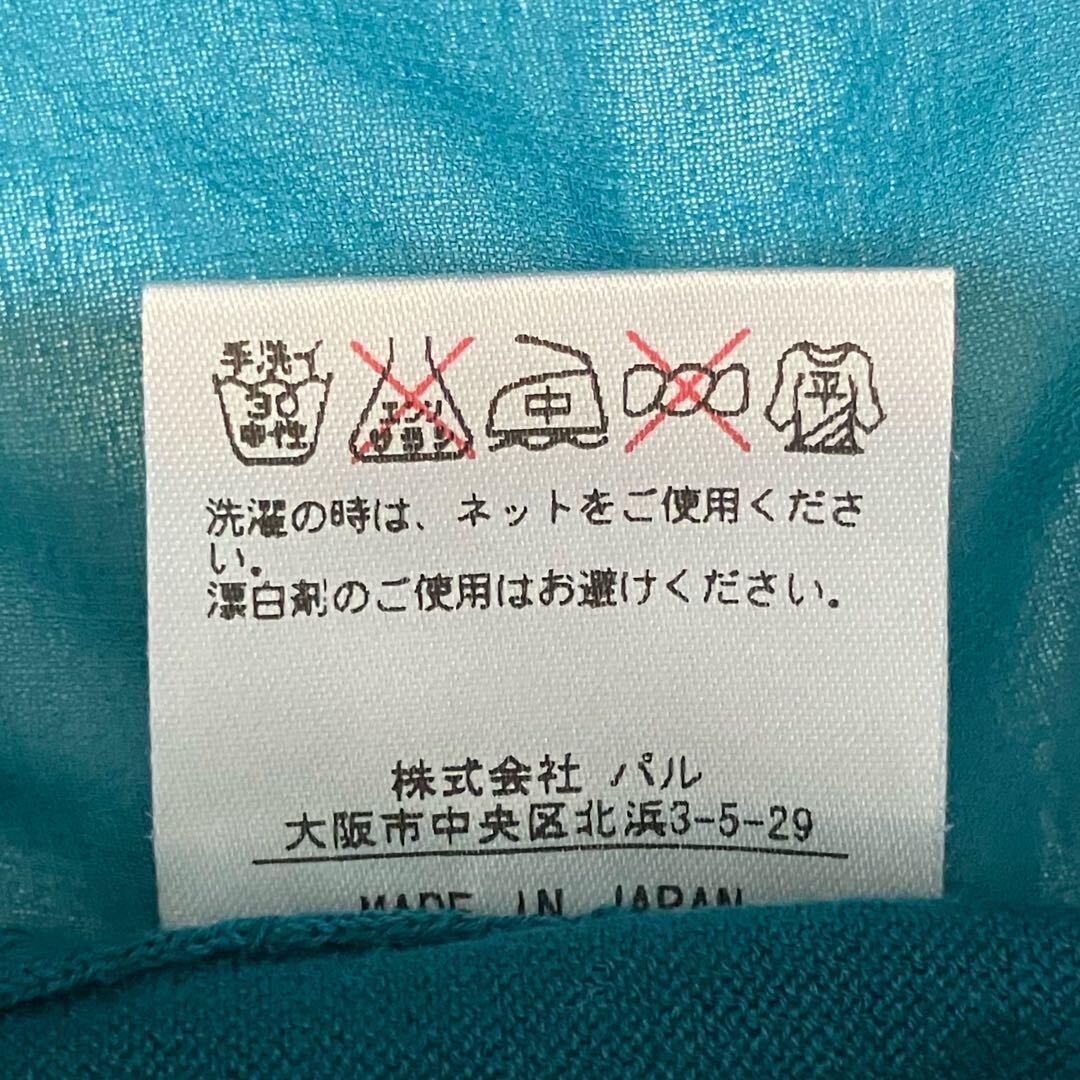 手洗イ
30
中性
エンソ
サラシ
中
平
洗濯の時は、ネットをご使用くださ
い。
漂白剤のご使用はお避けください。
株式会社 パル
大阪市中央区北浜3-5-29
MADE IN JAPAN